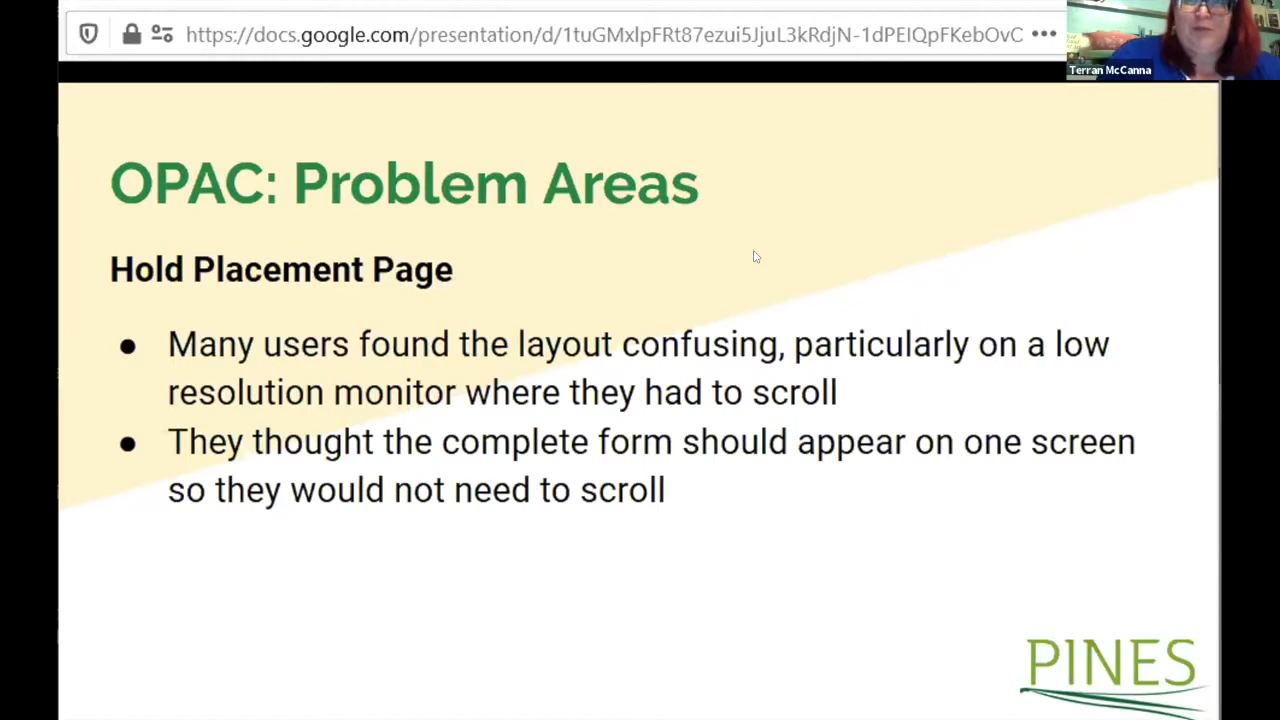 https://docs.google.com/presentation/d/1tuGMxlpFRt87ezui5JjuL3kRdjN-1dPEIQpFKebOvC
Terran McCanna
OPAC: Problem Areas
Hold Placement Page
● Many users found the layout confusing, particularly on a low
resolution monitor where they had to scroll
● They thought the complete form should appear on one screen
so they would not need to scroll
PINES